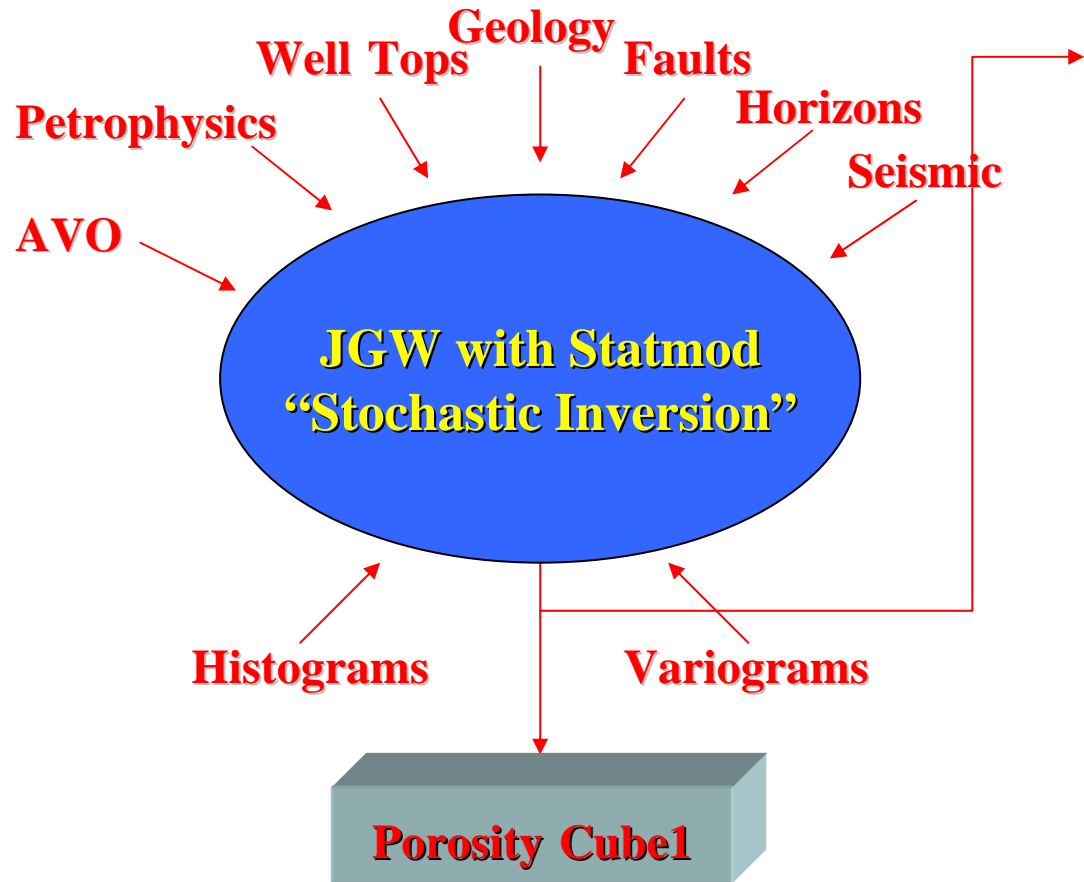 Geology
Well Tops
Faults
Petrophysics
Horizons
Seismic
AVO
JGW with Statmod
“Stochastic Inversion”
Histograms
Variograms
Porosity Cube1